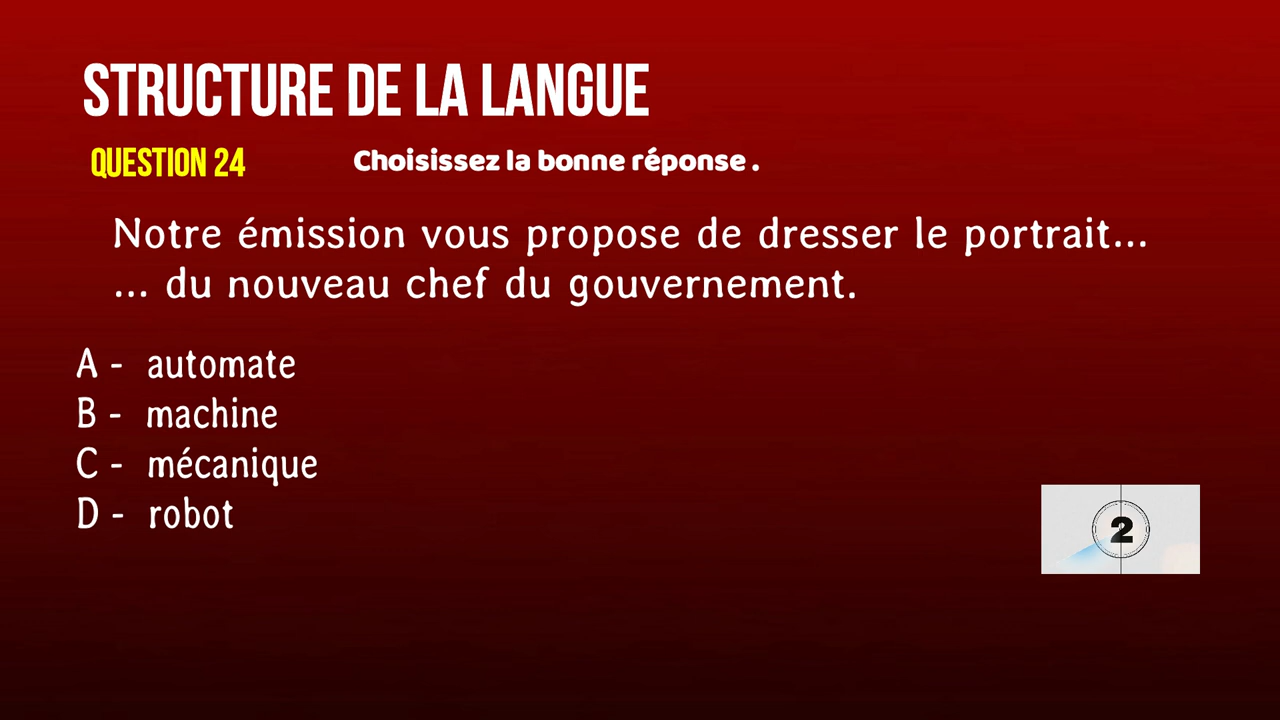 STRUCTURE DE LA LANGUE
QUESTION 24 Choisissez la bonne réponse .
Notre émission vous propose de dresser le portrait...
... du nouveau chef du gouvernement.
A - automate
B - machine
C - mécanique
D - robot
2